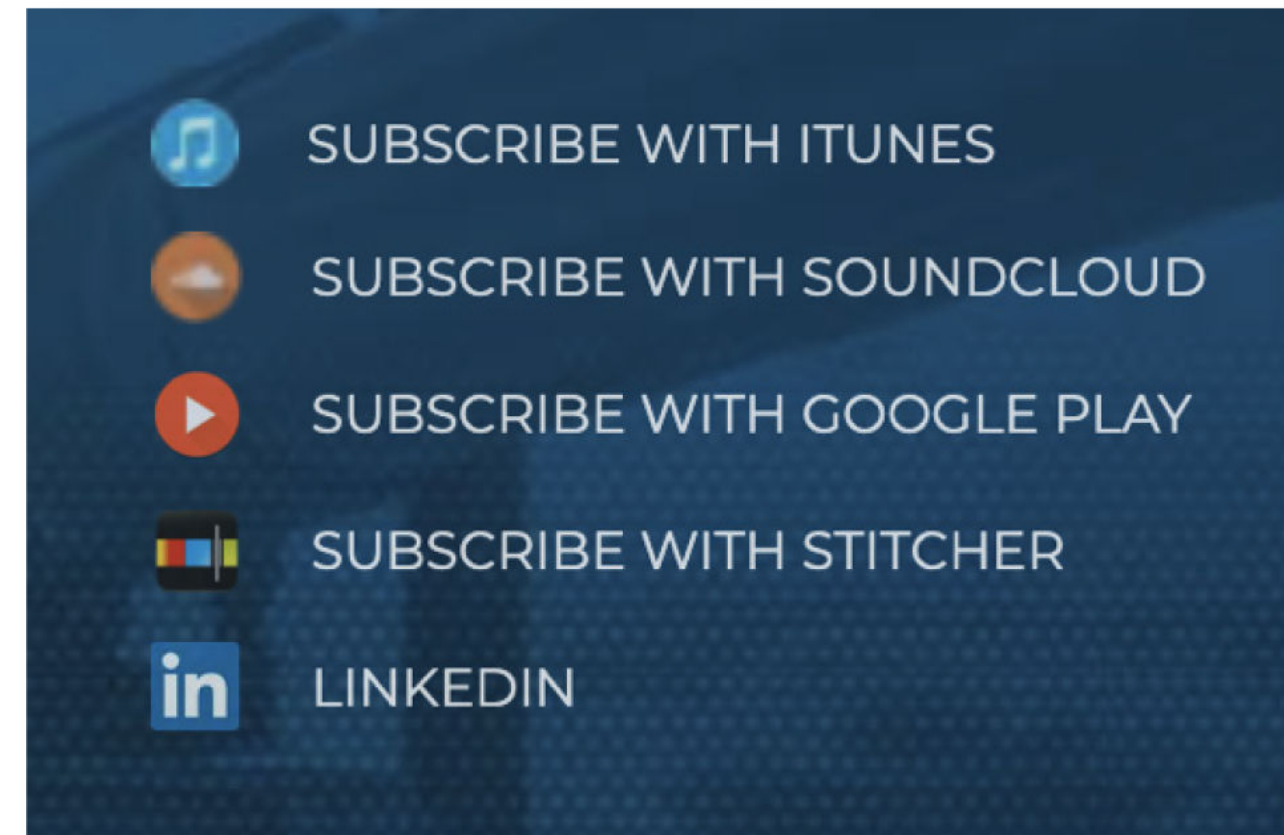 SUBSCRIBE WITH ITUNES
SUBSCRIBE WITH SOUNDCLOUD
SUBSCRIBE WITH GOOGLE PLAY
SUBSCRIBE WITH STITCHER
in LINKEDIN